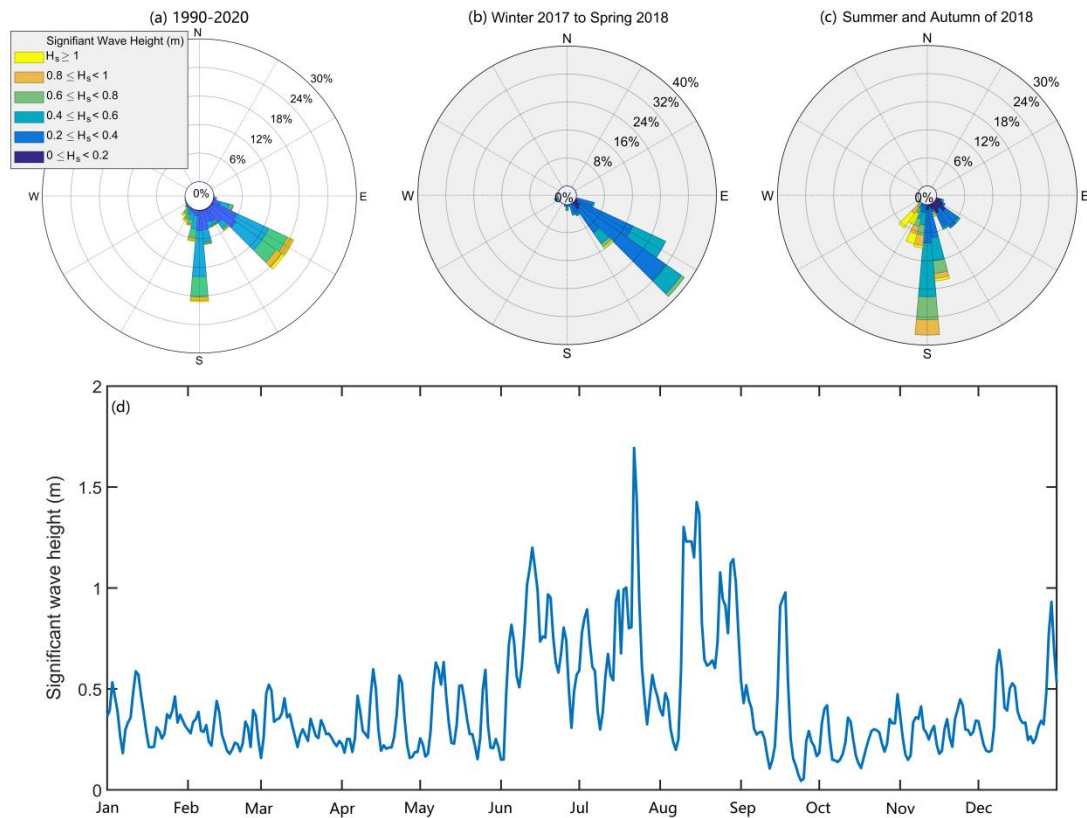 (a) 1990-2020
(b) Winter 2017 to Spring 2018
(c) Summer and Autumn of 2018
Signifiant Wave Height (m)
Hs ≥ 1
0.8 ≤ Hs < 1
0.6 ≤ Hs < 0.8
0.4 ≤ Hs < 0.6
0.2 ≤ Hs < 0.4
0 ≤ Hs < 0.2
N
30%
24%
18%
12%
6%
0%
W
E
S
N
40%
32%
24%
16%
8%
0%
W
E
S
N
30%
24%
18%
12%
6%
0%
W
E
S
(d)
Significant wave height (m)
2
1.5
1
0.5
0
Jan Feb Mar Apr May Jun Jul Aug Sep Oct Nov Dec